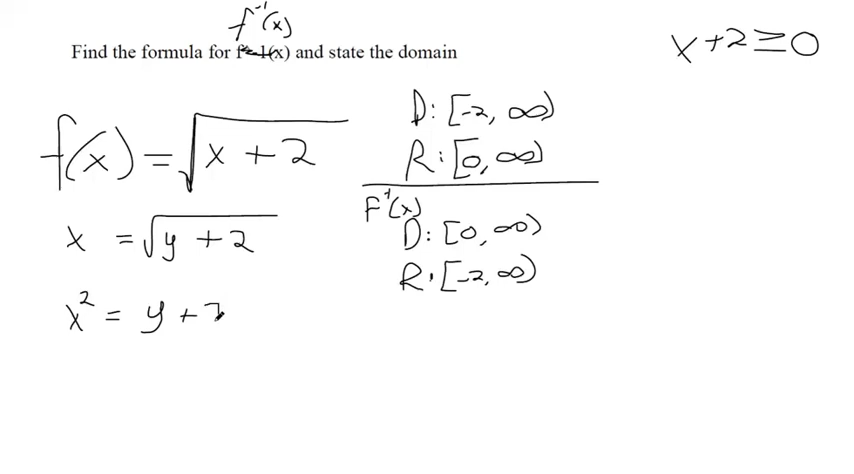 f⁻¹(x)
Find the formula for f^-1(x) and state the domain
x + 2 ≥ 0
f(x) = √(x + 2)
D: [-2, ∞)
R: [0, ∞)
x = √(y + 2)
F⁻¹(x)
D: [0, ∞)
R: [-2, ∞)
x² = y + 2